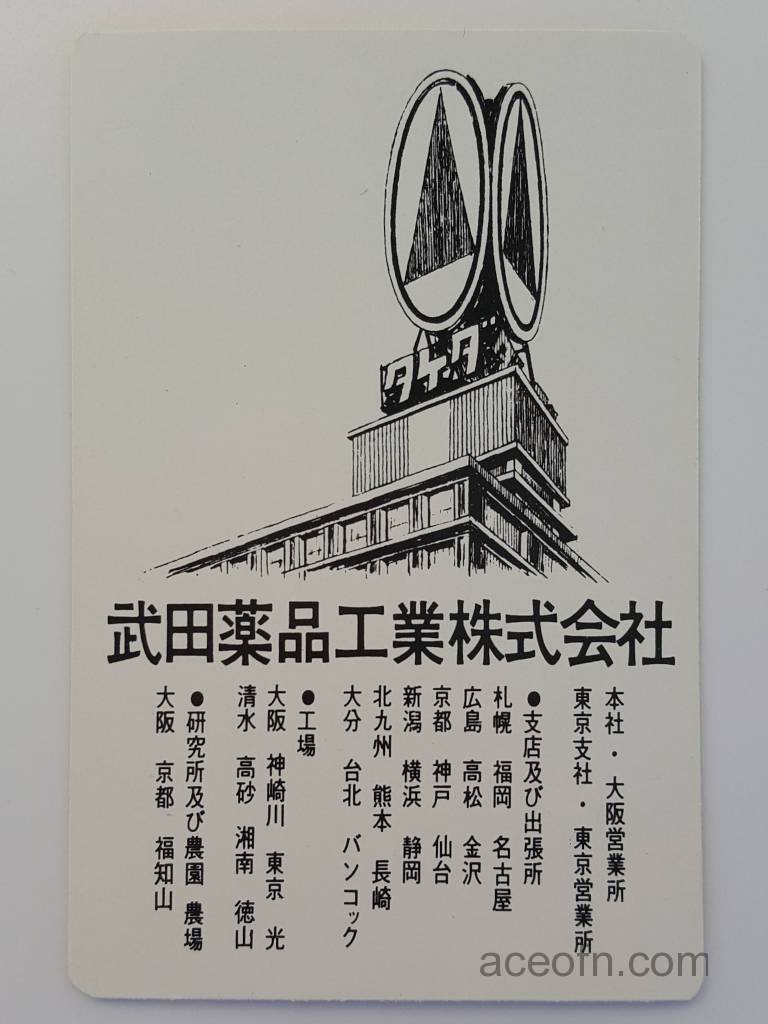 タケダ
武田薬品工業株式会社
本社・大阪営業所
東京支社・東京営業所
●支店及び出張所
札幌 福岡 名古屋
広島 高松 金沢
京都 神戸 仙台
新潟 横浜 静岡
北九州 熊本 長崎
大分 台北 バンコック
●工場
大阪 神崎川 東京 光
清水 高砂 湘南 徳山
●研究所及び農園 農場
大阪 京都 福知山
aceofn.com